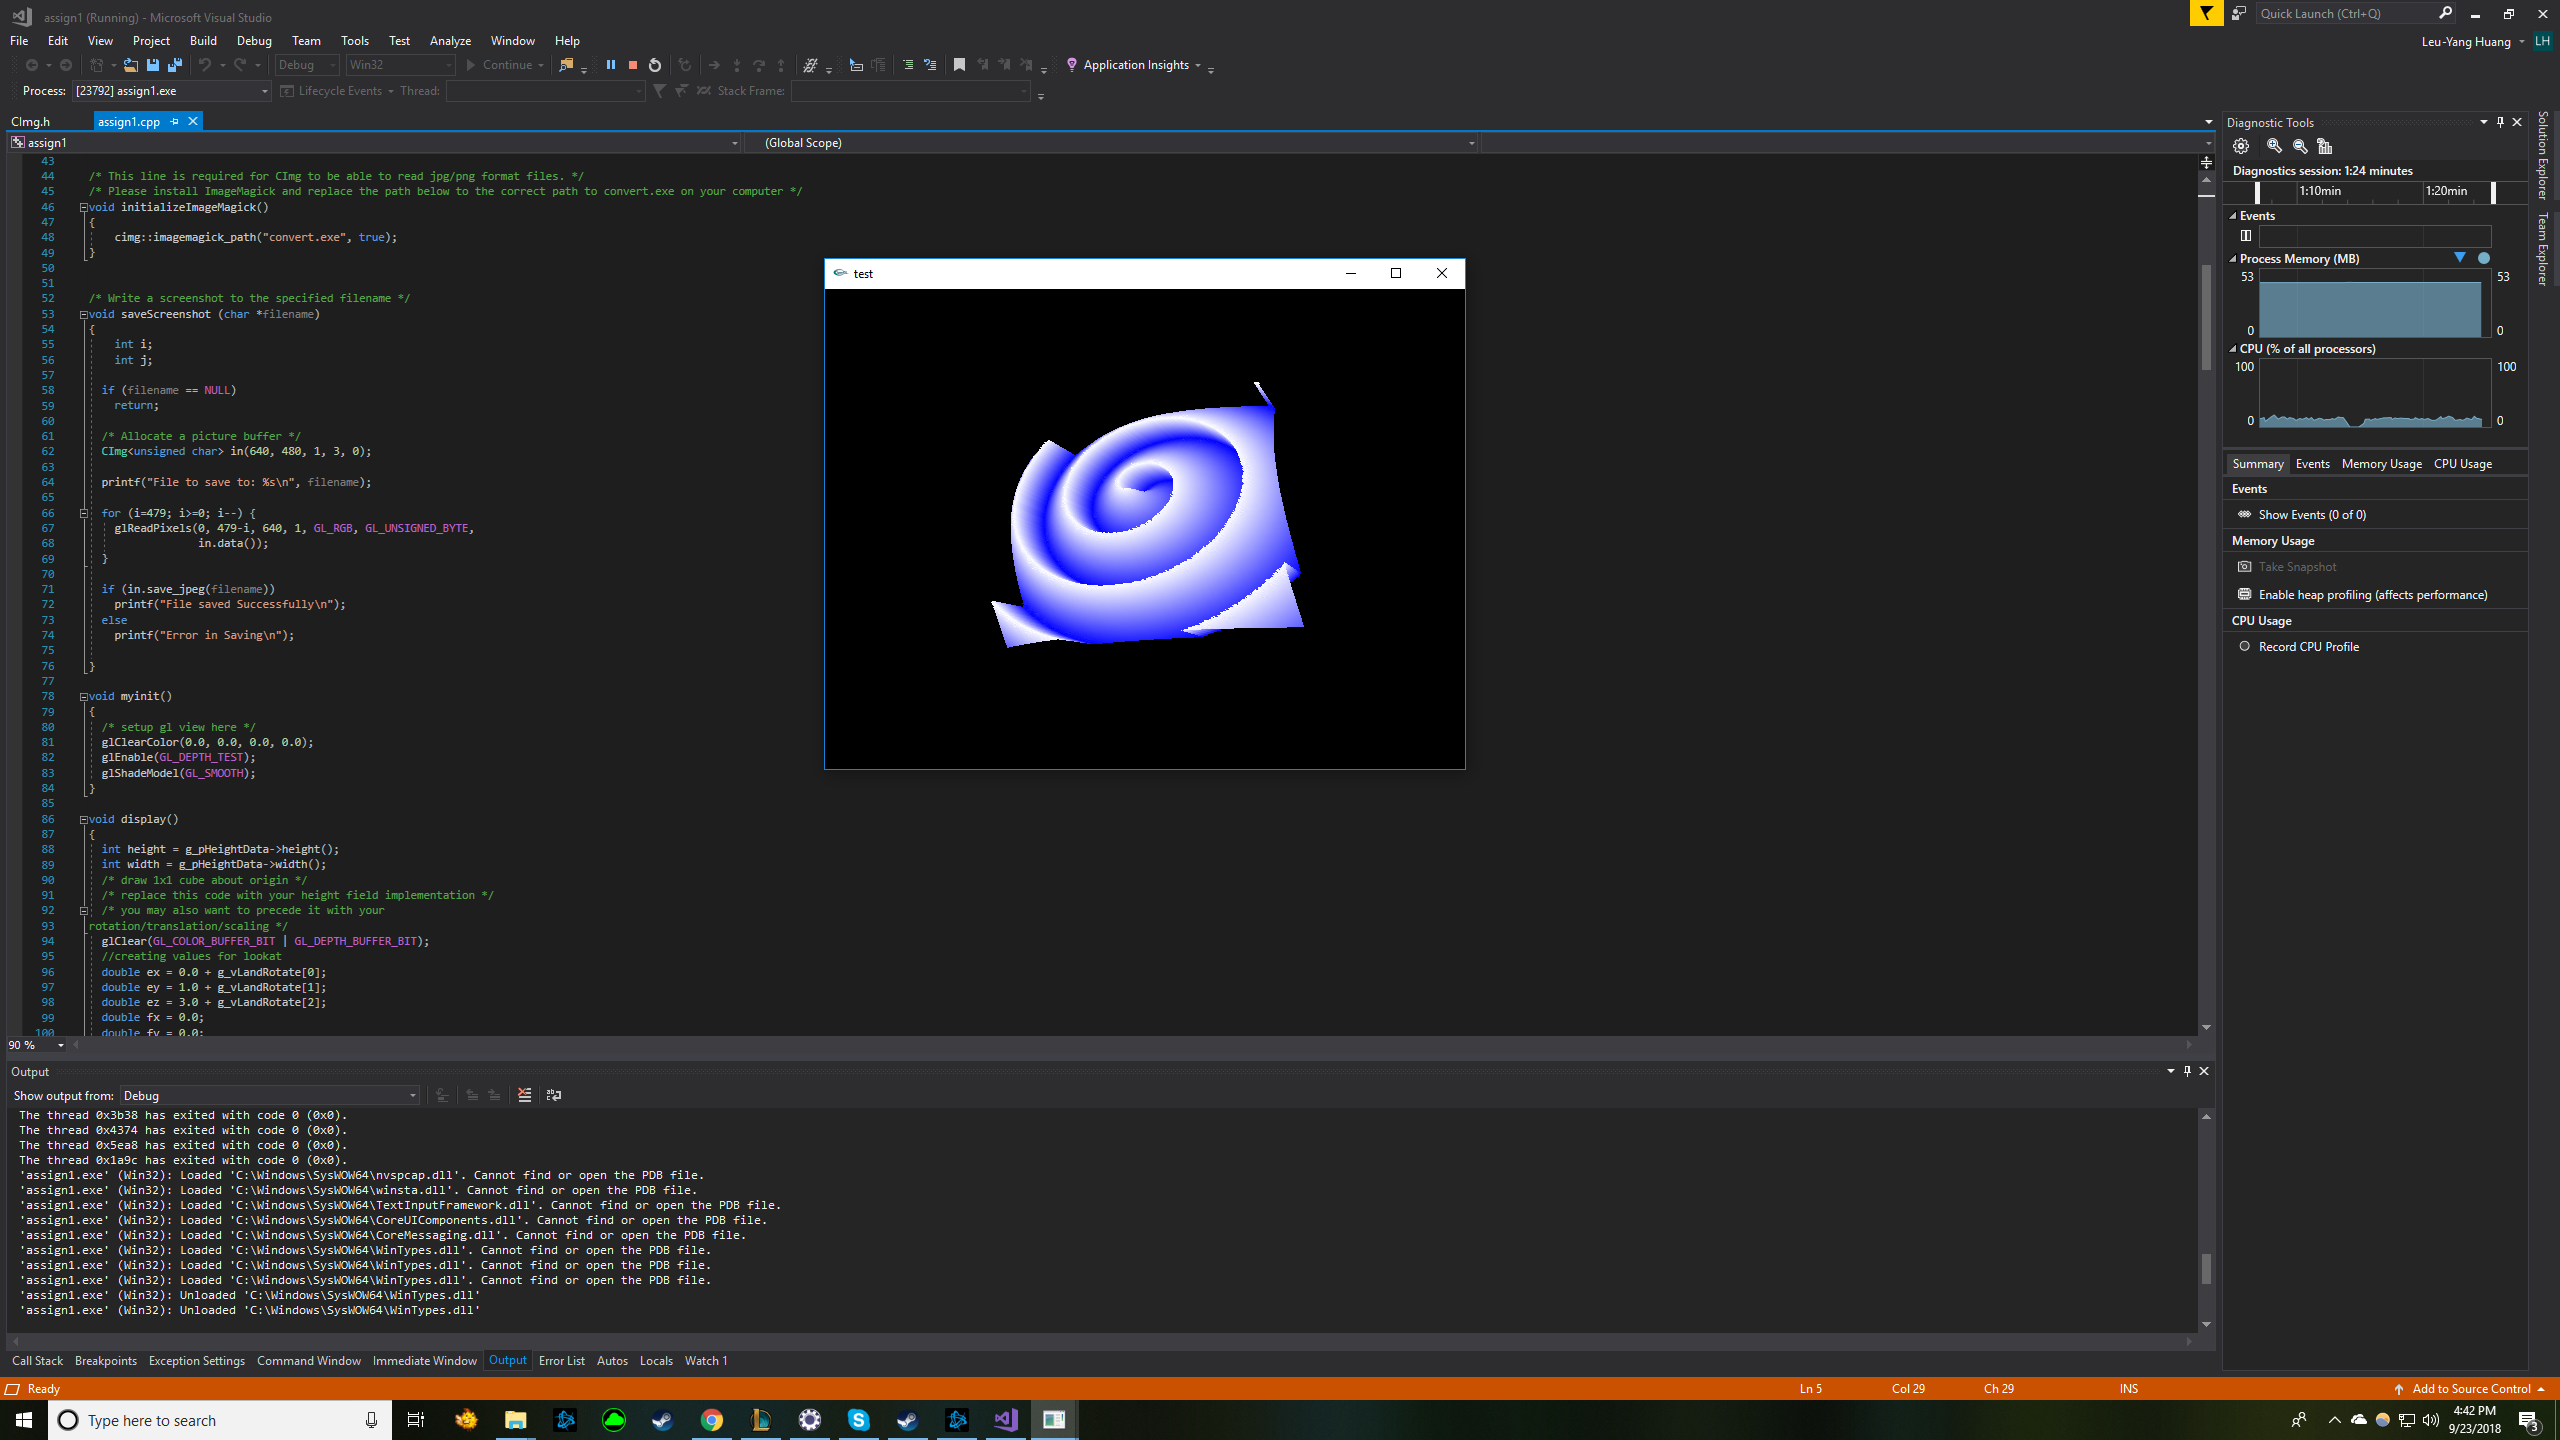 assign1 (Running) - Microsoft Visual Studio
Quick Launch (Ctrl+Q)
File Edit View Project Build Debug Team Tools Test Analyze Window Help
Leu-Yang Huang LH
Debug Win32 Continue Application Insights
Process: [23792] assign1.exe Lifecycle Events Thread: Stack Frame:
CImg.h assign1.cpp
assign1 (Global Scope)
43
44 /* This line is required for CImg to be able to read jpg/png format files. */
45 /* Please install ImageMagick and replace the path below to the correct path to convert.exe on your computer */
46 void initializeImageMagick()
47 {
48 cimg::imagemagick_path("convert.exe", true);
49 }
50
51
52 /* Write a screenshot to the specified filename */
53 void saveScreenshot (char *filename)
54 {
55 int i;
56 int j;
57
58 if (filename == NULL)
59 return;
60
61 /* Allocate a picture buffer */
62 CImg<unsigned char> in(640, 480, 1, 3, 0);
63
64 printf("File to save to: %s\n", filename);
65
66 for (i=479; i>=0; i--) {
67 glReadPixels(0, 479-i, 640, 1, GL_RGB, GL_UNSIGNED_BYTE,
68 in.data());
69 }
70
71 if (in.save_jpeg(filename))
72 printf("File saved Successfully\n");
73 else
74 printf("Error in Saving\n");
75
76 }
77
78 void myinit()
79 {
80 /* setup gl view here */
81 glClearColor(0.0, 0.0, 0.0, 0.0);
82 glEnable(GL_DEPTH_TEST);
83 glShadeModel(GL_SMOOTH);
84 }
85
86 void display()
87 {
88 int height = g_pHeightData->height();
89 int width = g_pHeightData->width();
90 /* draw 1x1 cube about origin */
91 /* replace this code with your height field implementation */
92 /* you may also want to precede it with your
93 rotation/translation/scaling */
94 glClear(GL_COLOR_BUFFER_BIT | GL_DEPTH_BUFFER_BIT);
95 //creating values for lookat
96 double ex = 0.0 + g_vLandRotate[0];
97 double ey = 1.0 + g_vLandRotate[1];
98 double ez = 3.0 + g_vLandRotate[2];
99 double fx = 0.0;
100 double fy = 0.0;
90 %
test
Diagnostic Tools
Diagnostics session: 1:24 minutes
1:10min 1:20min
Events
Process Memory (MB)
53 53
0 0
CPU (% of all processors)
100 100
0 0
Summary Events Memory Usage CPU Usage
Events
Show Events (0 of 0)
Memory Usage
Take Snapshot
Enable heap profiling (affects performance)
CPU Usage
Record CPU Profile
Solution Explorer
Team Explorer
Output
Show output from: Debug
The thread 0x3b38 has exited with code 0 (0x0).
The thread 0x4374 has exited with code 0 (0x0).
The thread 0x5ea8 has exited with code 0 (0x0).
The thread 0x1a9c has exited with code 0 (0x0).
'assign1.exe' (Win32): Loaded 'C:\Windows\SysWOW64\nvspcap.dll'. Cannot find or open the PDB file.
'assign1.exe' (Win32): Loaded 'C:\Windows\SysWOW64\winsta.dll'. Cannot find or open the PDB file.
'assign1.exe' (Win32): Loaded 'C:\Windows\SysWOW64\TextInputFramework.dll'. Cannot find or open the PDB file.
'assign1.exe' (Win32): Loaded 'C:\Windows\SysWOW64\CoreUIComponents.dll'. Cannot find or open the PDB file.
'assign1.exe' (Win32): Loaded 'C:\Windows\SysWOW64\CoreMessaging.dll'. Cannot find or open the PDB file.
'assign1.exe' (Win32): Loaded 'C:\Windows\SysWOW64\WinTypes.dll'. Cannot find or open the PDB file.
'assign1.exe' (Win32): Loaded 'C:\Windows\SysWOW64\WinTypes.dll'. Cannot find or open the PDB file.
'assign1.exe' (Win32): Loaded 'C:\Windows\SysWOW64\WinTypes.dll'. Cannot find or open the PDB file.
'assign1.exe' (Win32): Unloaded 'C:\Windows\SysWOW64\WinTypes.dll'
'assign1.exe' (Win32): Unloaded 'C:\Windows\SysWOW64\WinTypes.dll'
Call Stack Breakpoints Exception Settings Command Window Immediate Window Output Error List Autos Locals Watch 1
Ready Ln 5 Col 29 Ch 29 INS Add to Source Control
Type here to search
4:42 PM
9/23/2018
3